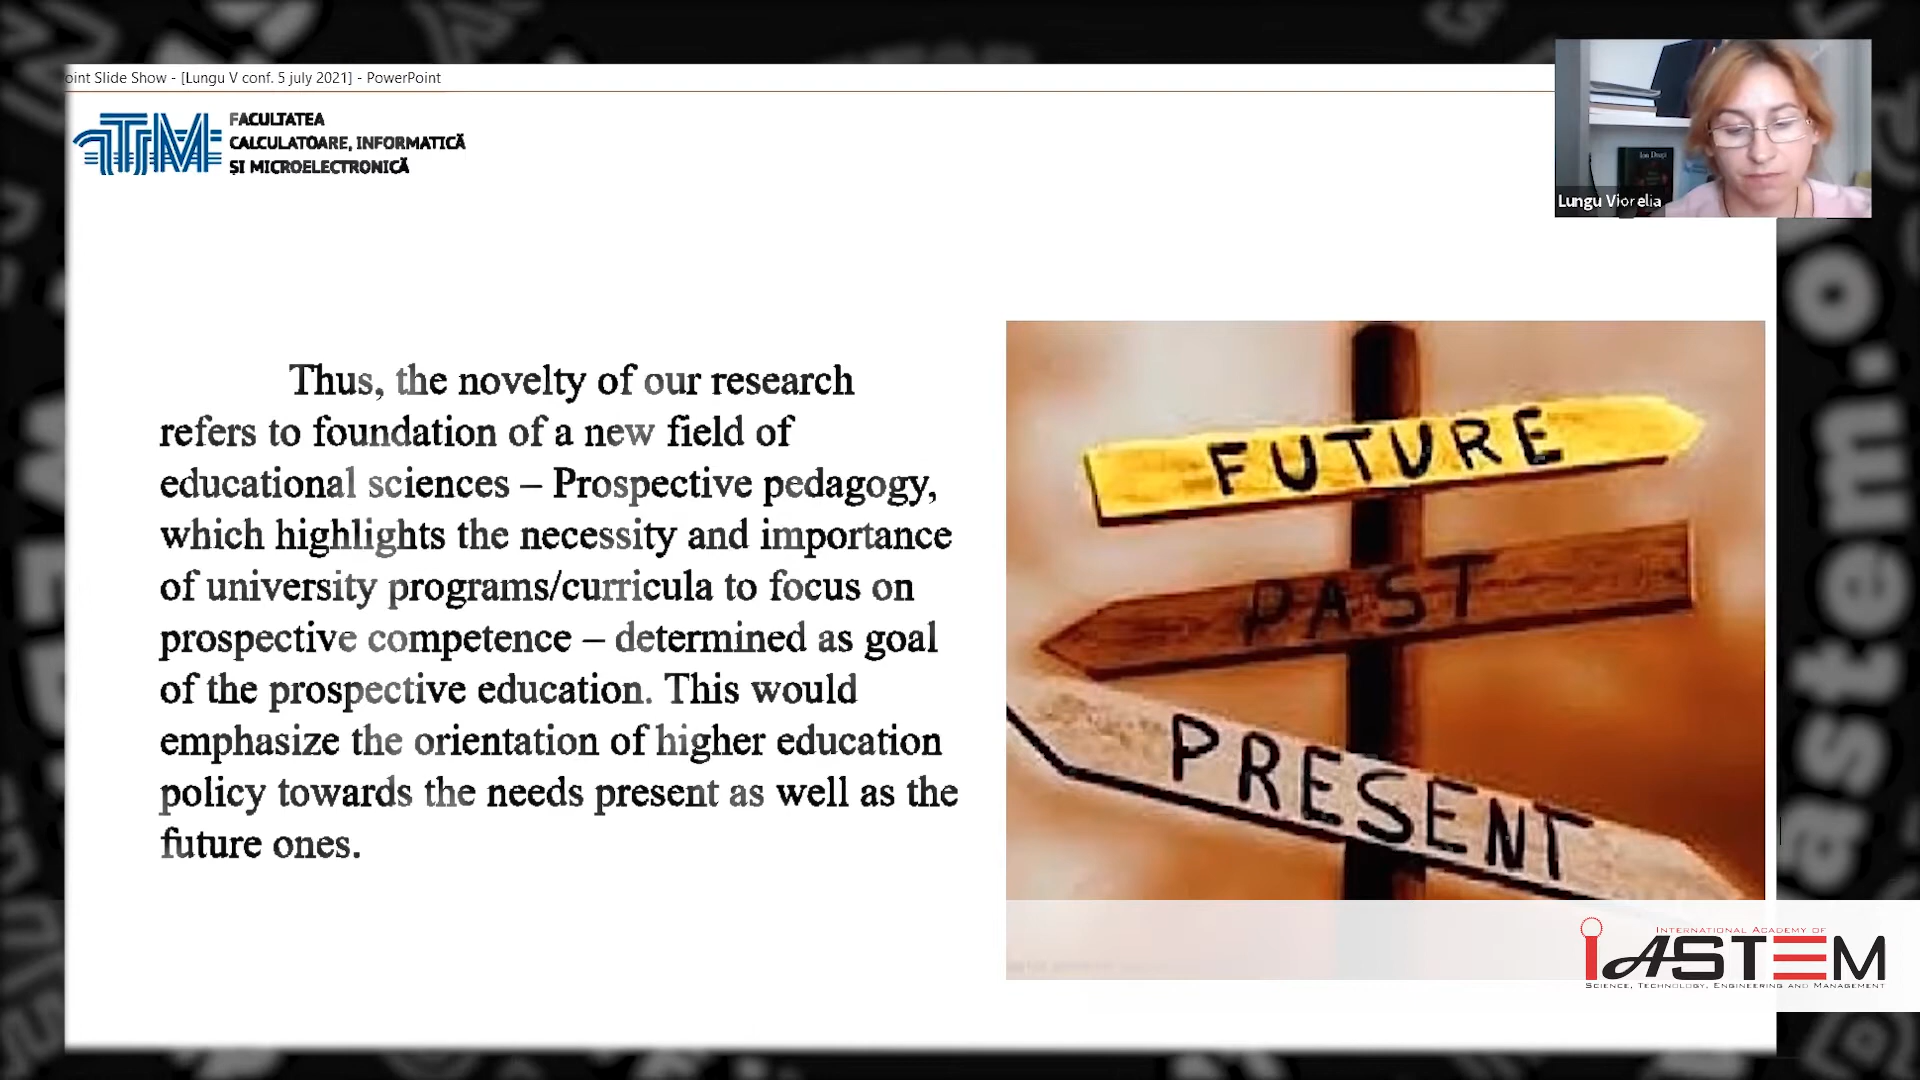 oint Slide Show - [Lungu V conf. 5 july 2021] - PowerPoint
FACULTATEA
CALCULATOARE, INFORMATICĂ
ȘI MICROELECTRONICĂ
Lungu Viorelia
Thus, the novelty of our research
refers to foundation of a new field of
educational sciences – Prospective pedagogy,
which highlights the necessity and importance
of university programs/curricula to focus on
prospective competence – determined as goal
of the prospective education. This would
emphasize the orientation of higher education
policy towards the needs present as well as the
future ones.
FUTURE
PAST
PRESENT
INTERNATIONAL ACADEMY OF
iASTEM
SCIENCE, TECHNOLOGY, ENGINEERING AND MANAGEMENT
astem.o